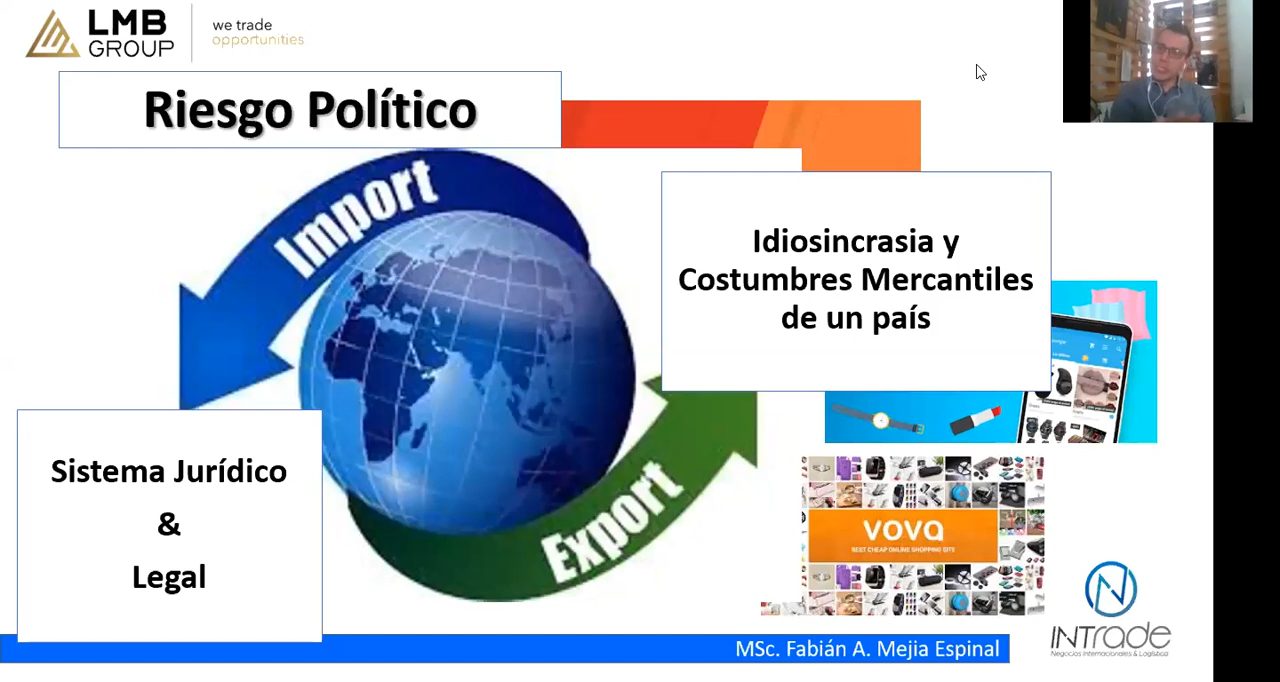 LMB
GROUP
we trade
opportunities
Riesgo Político
Import
Export
Idiosincrasia y
Costumbres Mercantiles
de un país
Sistema Jurídico
&
Legal
VOVA
BEST CHEAP ONLINE SHOPPING SITE
INTrade
Negocios Internacionales & Logística
MSc. Fabián A. Mejia Espinal